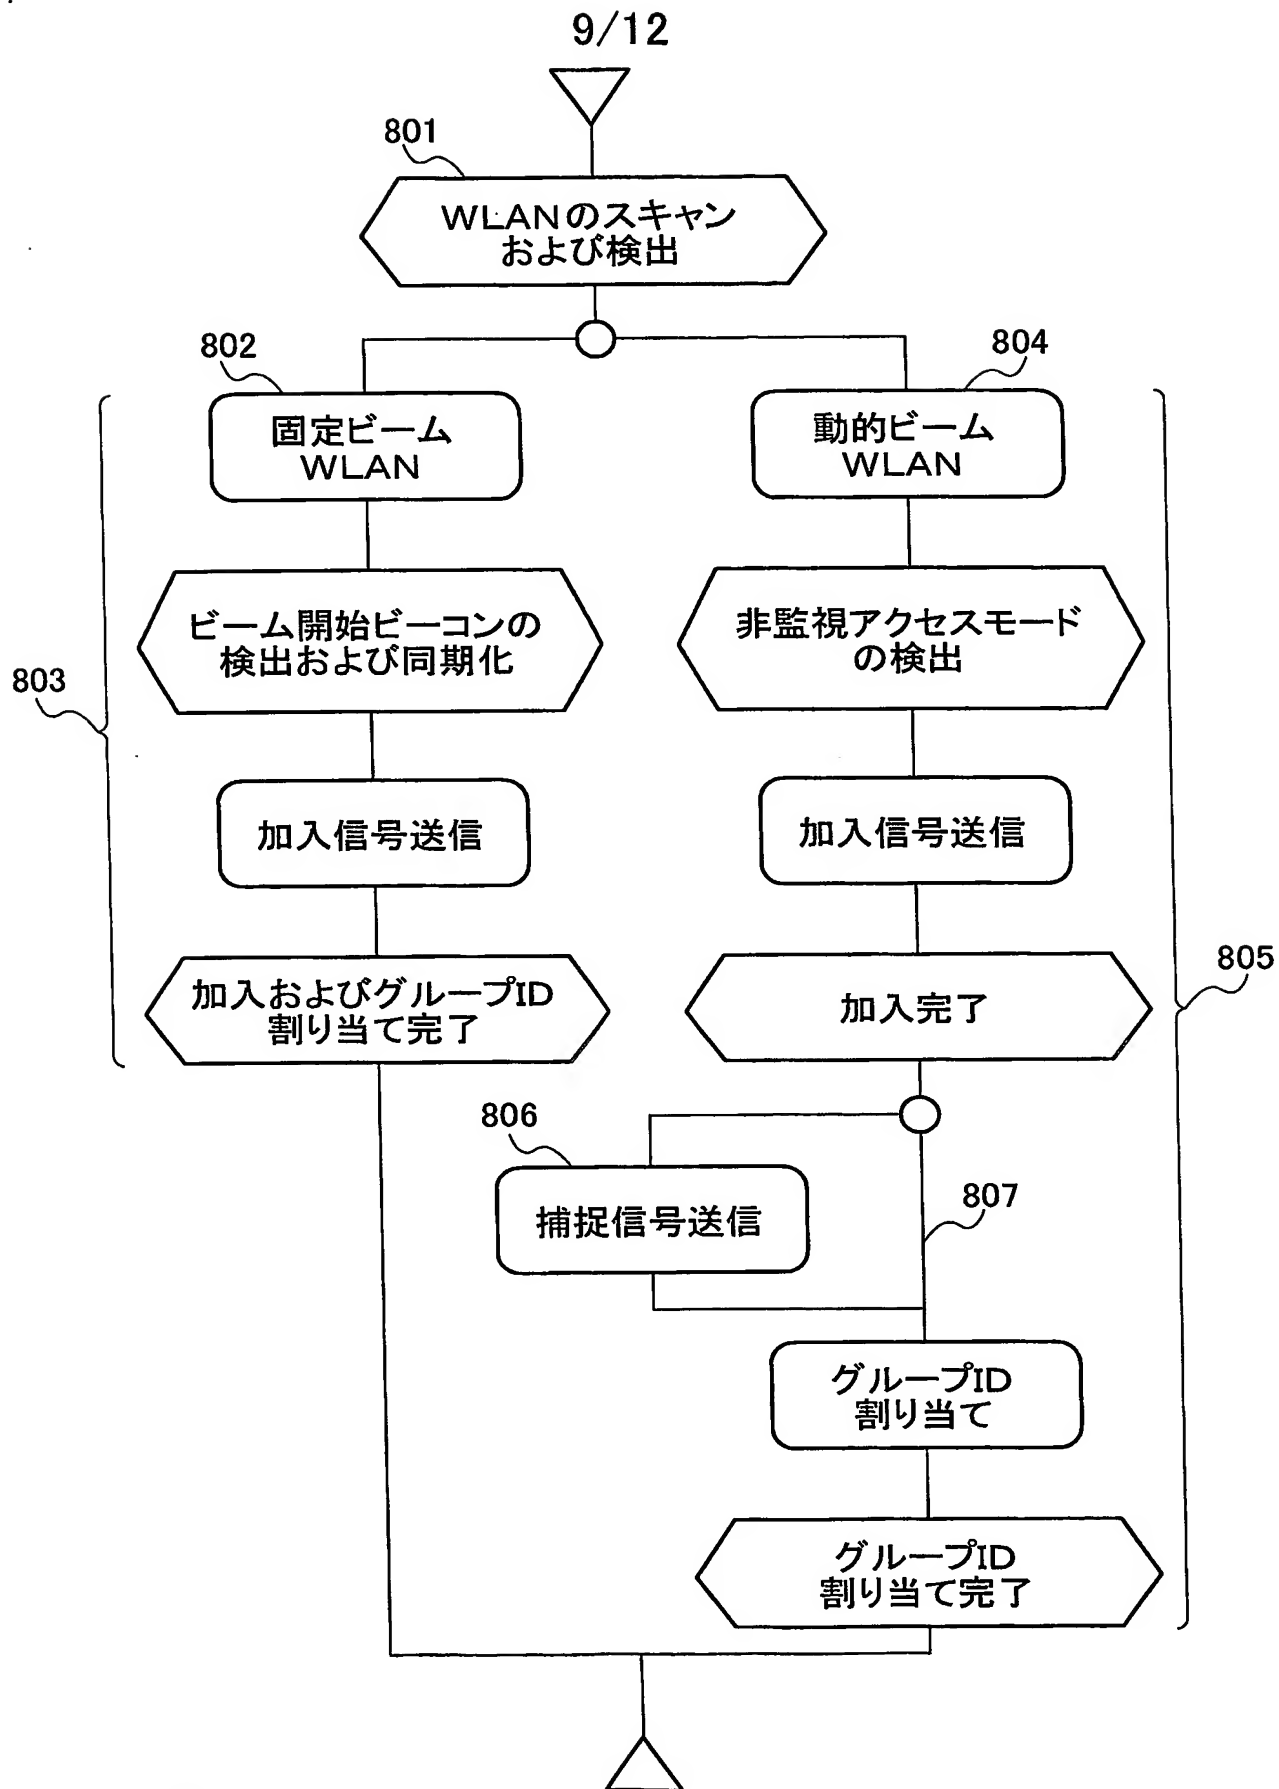 9/12
801
WLANのスキャン
および検出
802
804
固定ビーム
WLAN
動的ビーム
WLAN
ビーム開始ビーコンの
検出および同期化
非監視アクセスモード
の検出
803
加入信号送信
加入信号送信
加入およびグループID
割り当て完了
加入完了
805
806
捕捉信号送信
807
グループID
割り当て
グループID
割り当て完了